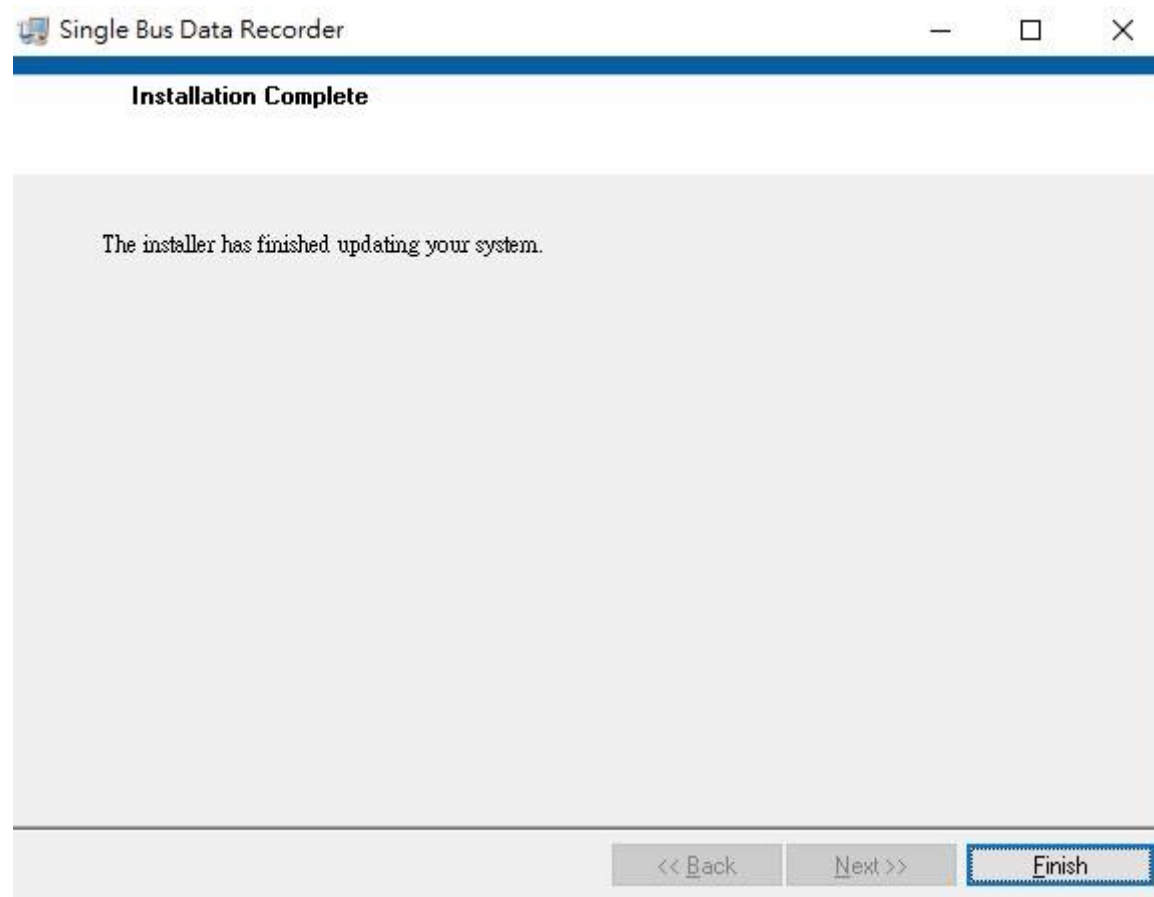 Single Bus Data Recorder
Installation Complete
The installer has finished updating your system.
<< Back
Next >>
Finish